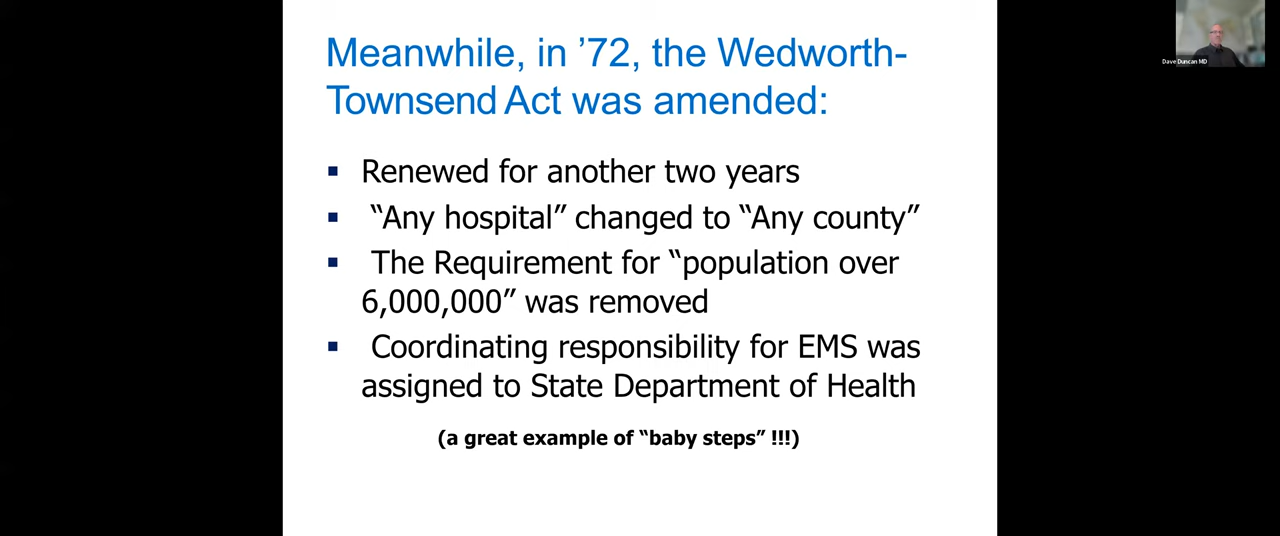 Meanwhile, in ’72, the Wedworth-
Townsend Act was amended:
▪ Renewed for another two years
▪ “Any hospital” changed to “Any county”
▪ The Requirement for “population over
6,000,000” was removed
▪ Coordinating responsibility for EMS was
assigned to State Department of Health
(a great example of “baby steps” !!!)
Dave Duncan MD